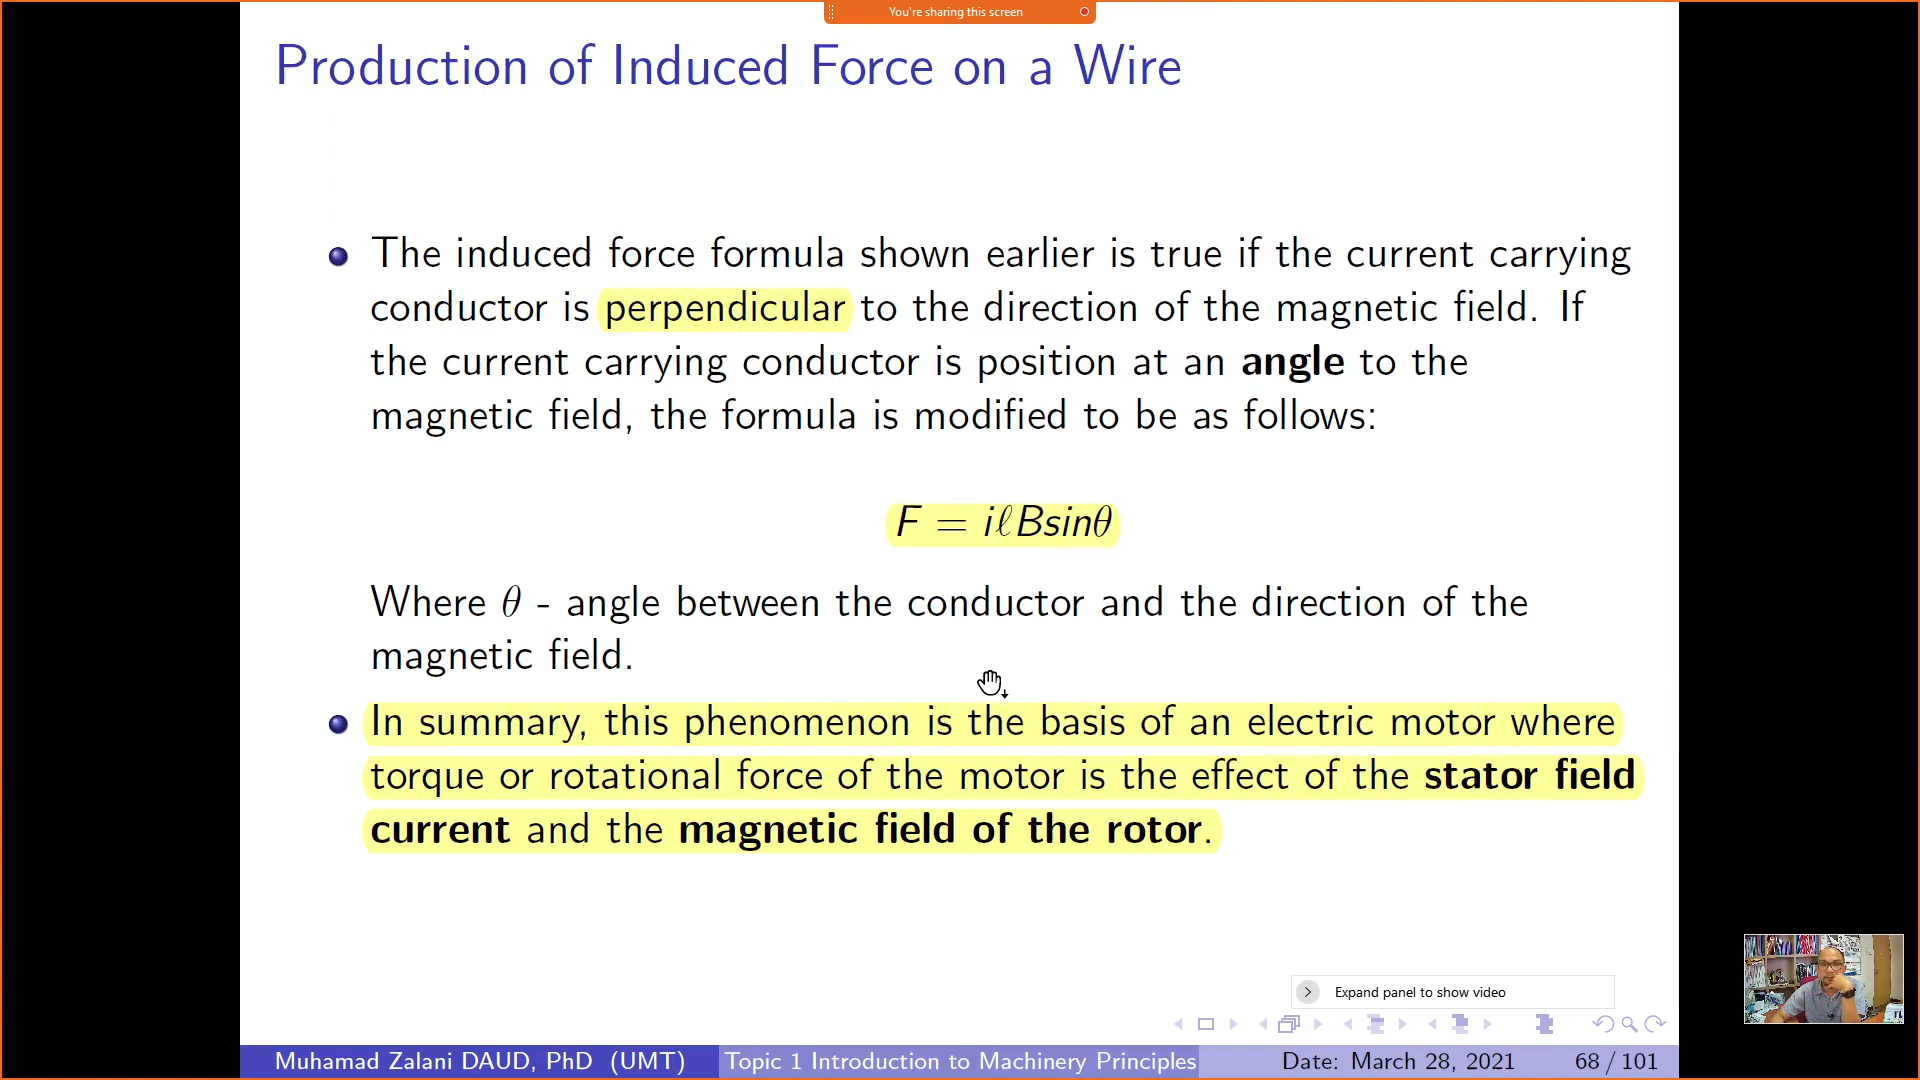 You're sharing this screen
Production of Induced Force on a Wire
The induced force formula shown earlier is true if the current carrying
conductor is perpendicular to the direction of the magnetic field. If
the current carrying conductor is position at an angle to the
magnetic field, the formula is modified to be as follows:
F = iℓBsinθ
Where θ - angle between the conductor and the direction of the
magnetic field.
In summary, this phenomenon is the basis of an electric motor where
torque or rotational force of the motor is the effect of the stator field
current and the magnetic field of the rotor.
Expand panel to show video
Muhamad Zalani DAUD, PhD (UMT) Topic 1 Introduction to Machinery Principles Date: March 28, 2021 68 / 101